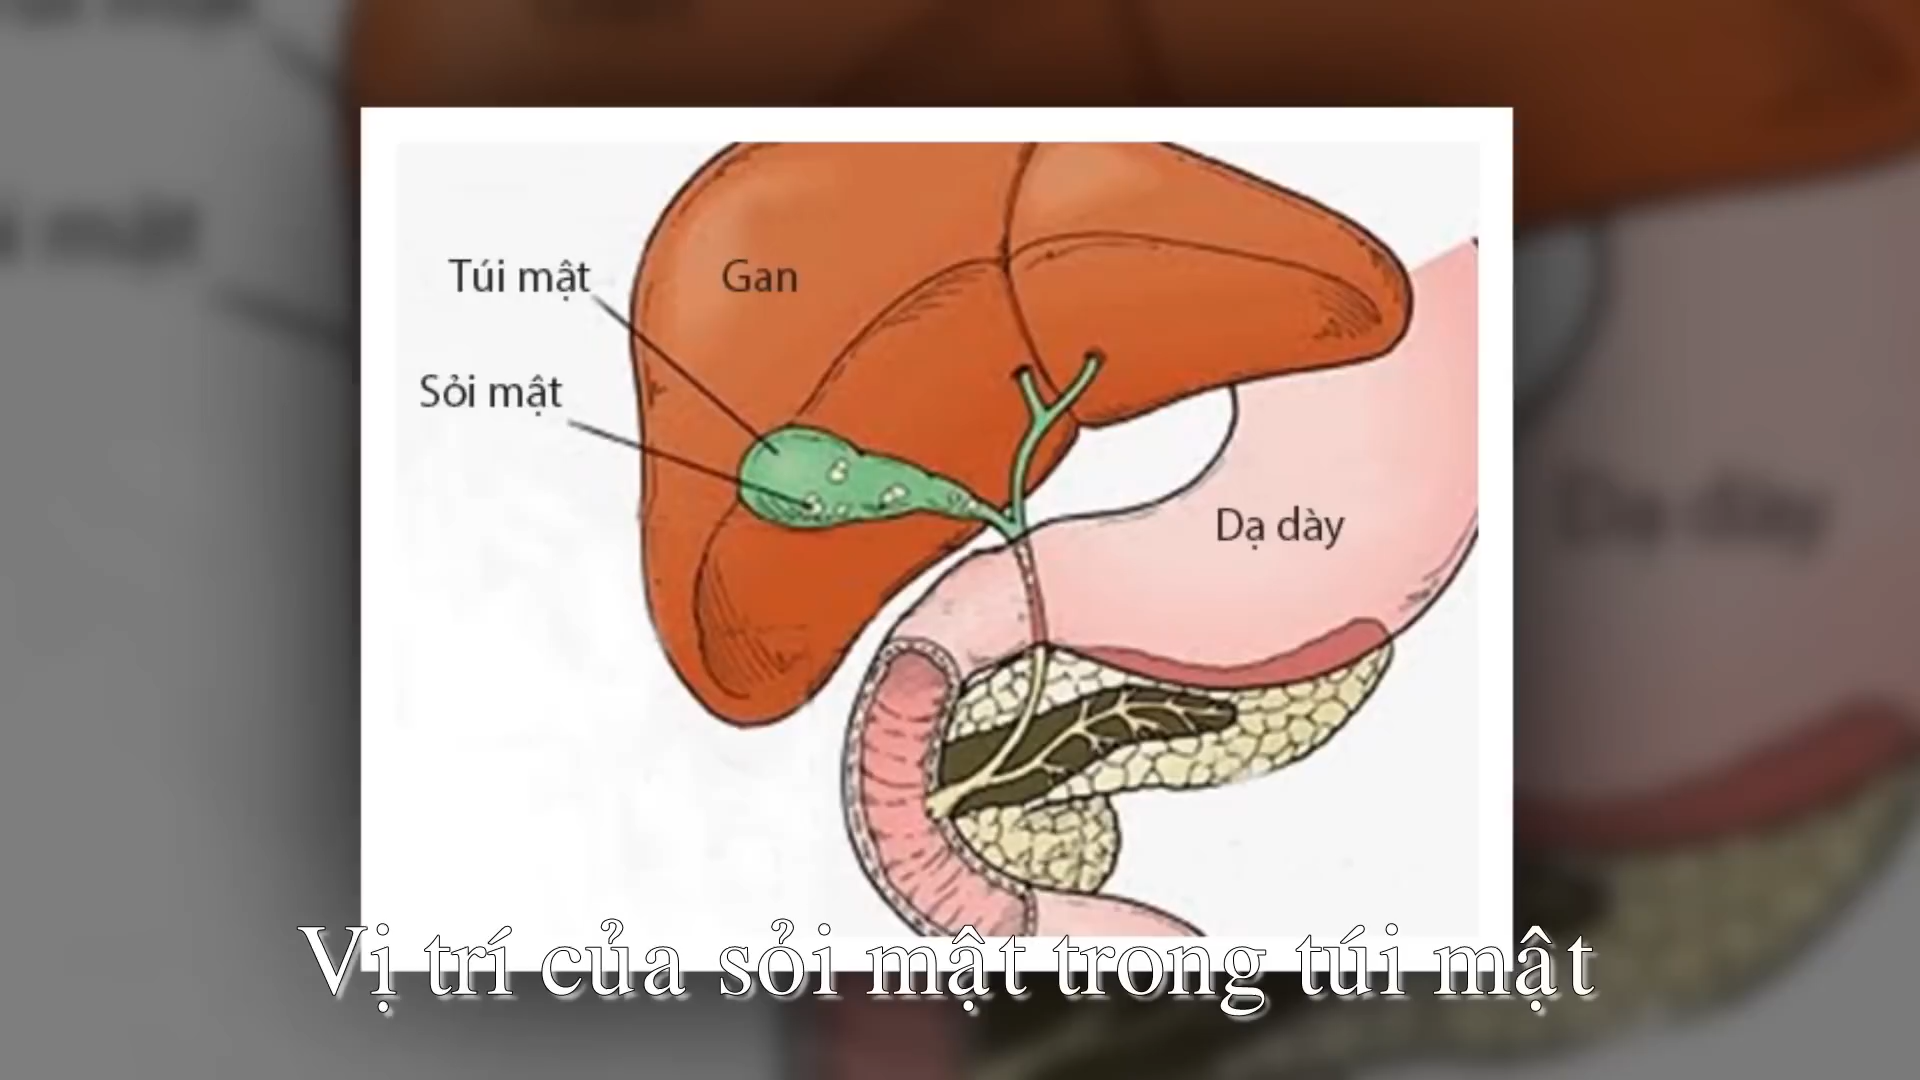 Túi mật
Gan
Sỏi mật
Dạ dày
Vị trí của sỏi mật trong túi mật